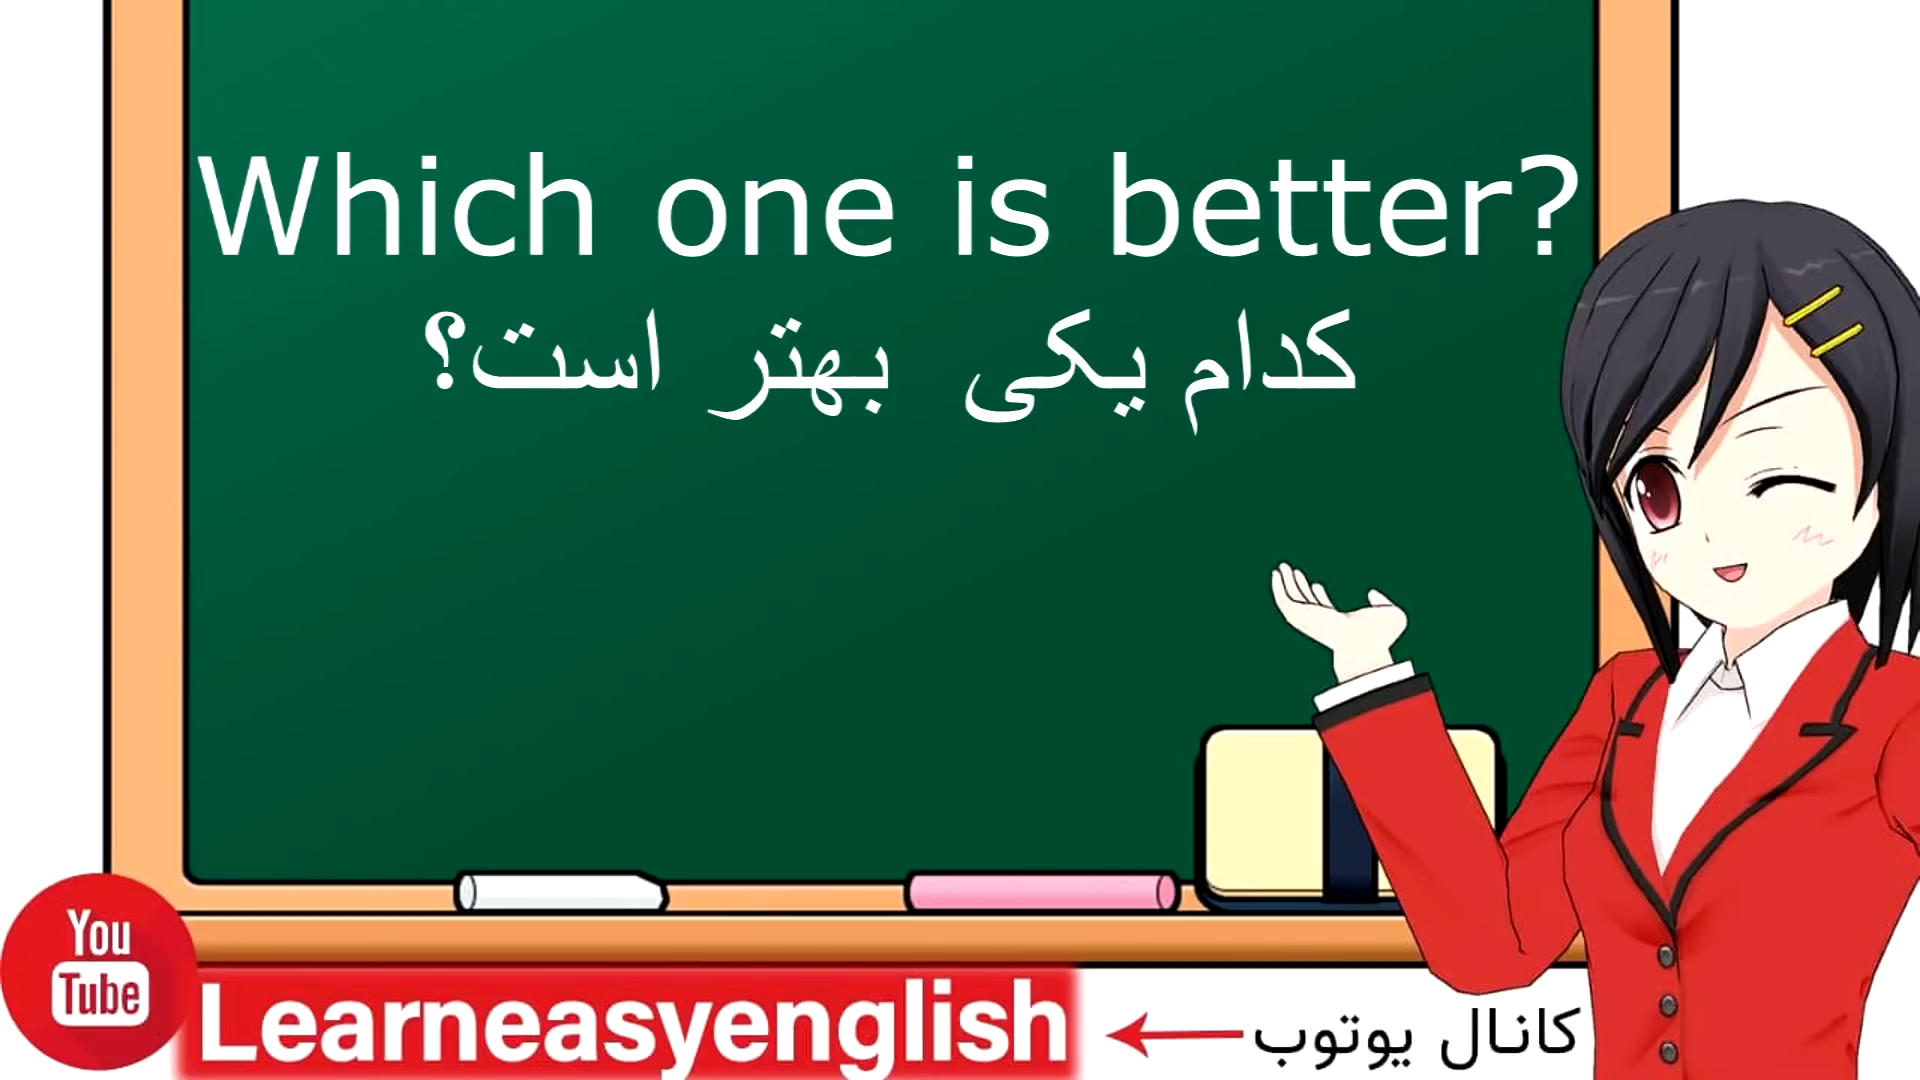 Which one is better?
کدام یکی بهتر است؟
You
Tube
Learneasyenglish
کانال یوتوب